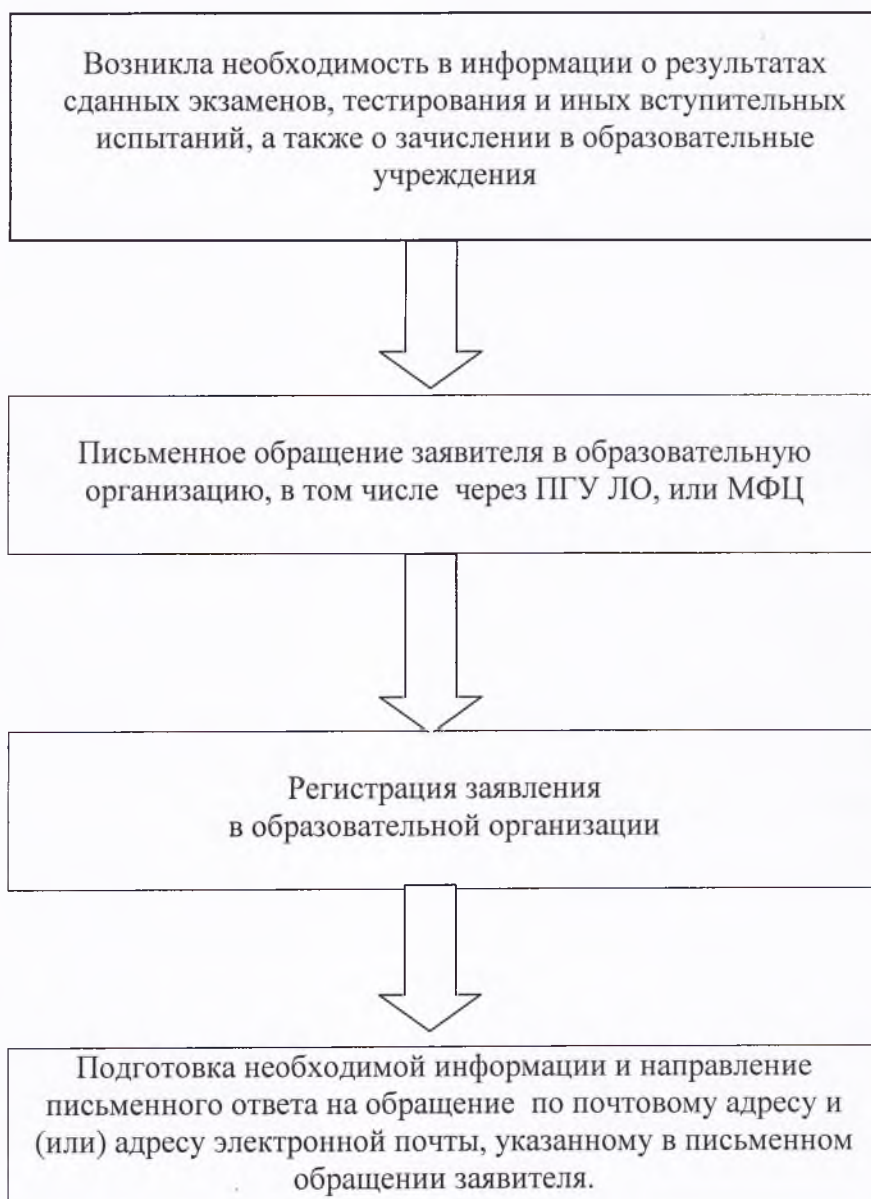 Возникла необходимость в информации о результатах
сданных экзаменов, тестирования и иных вступительных
испытаний, а также о зачислении в образовательные
учреждения
Письменное обращение заявителя в образовательную
организацию, в том числе  через ПГУ ЛО, или МФЦ
Регистрация заявления
в образовательной организации
Подготовка необходимой информации и направление
письменного ответа на обращение  по почтовому адресу и
(или) адресу электронной почты, указанному в письменном
обращении заявителя.